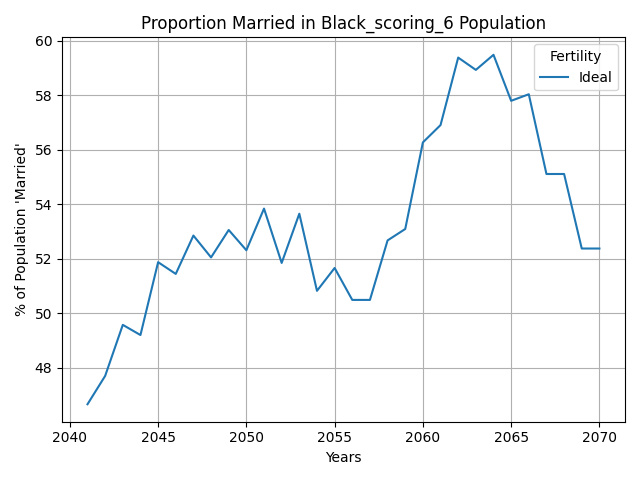 Proportion Married in Black_scoring_6 Population
% of Population 'Married'
60
58
56
54
52
50
48
Fertility
Ideal
2040 2045 2050 2055 2060 2065 2070
Years